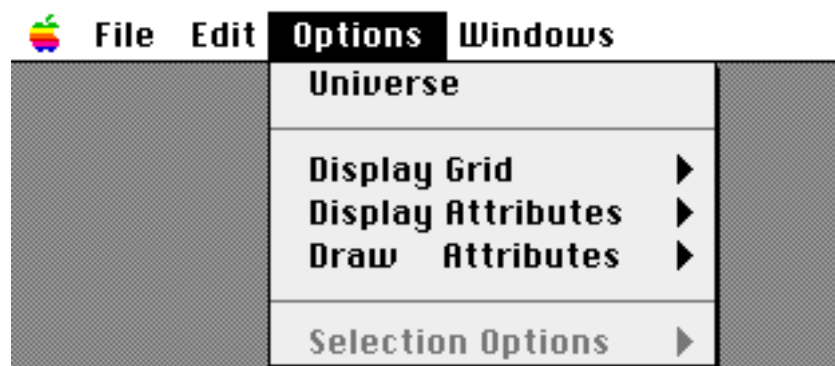 File Edit Options Windows
Universe
Display Grid
Display Attributes
Draw Attributes
Selection Options